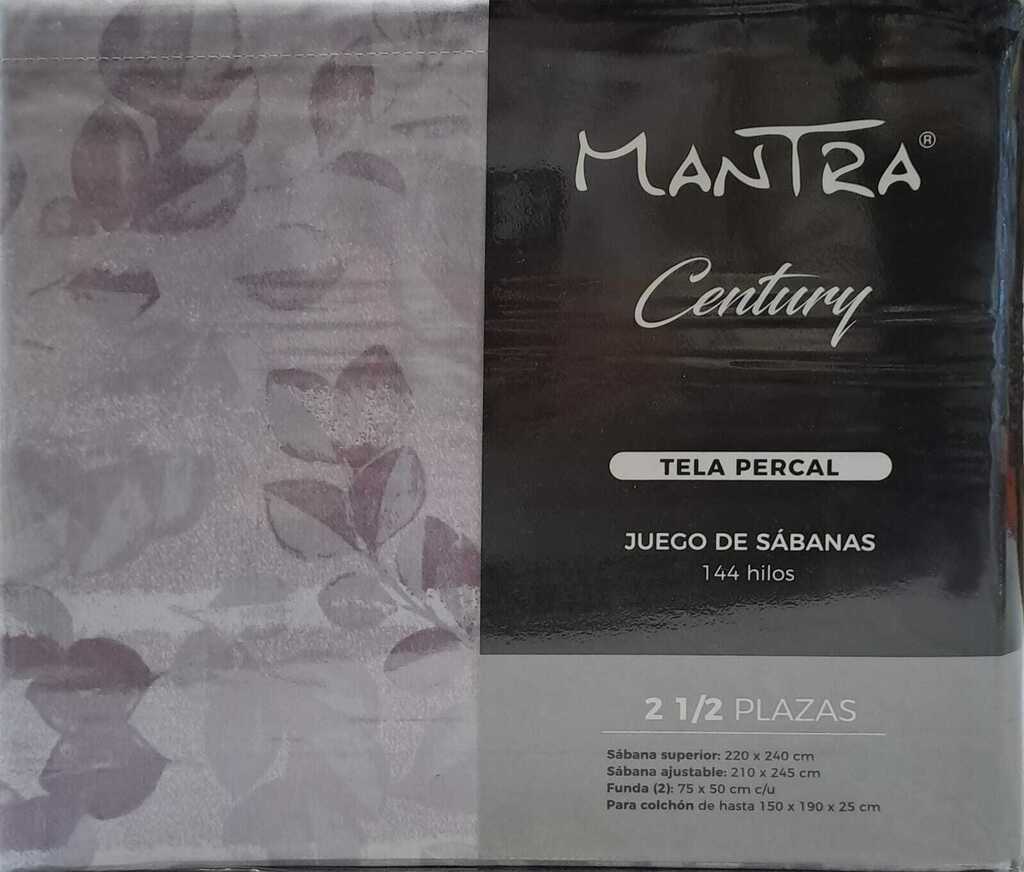 MANTRA®
Century
TELA PERCAL
JUEGO DE SÁBANAS
144 hilos
2 1/2 PLAZAS
Sábana superior: 220 x 240 cm
Sábana ajustable: 210 x 245 cm
Funda (2): 75 x 50 cm c/u
Para colchón de hasta 150 x 190 x 25 cm